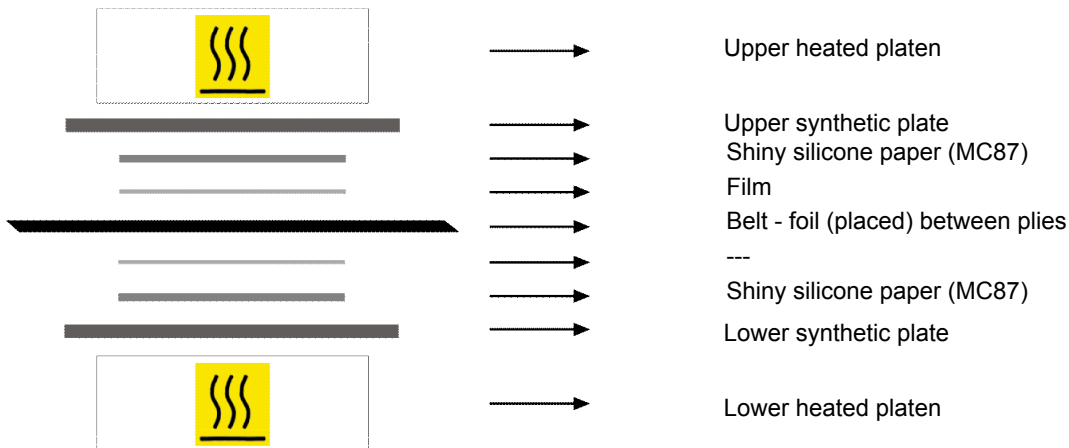 Upper heated platen
Upper synthetic plate
Shiny silicone paper (MC87)
Film
Belt - foil (placed) between plies
---
Shiny silicone paper (MC87)
Lower synthetic plate
Lower heated platen